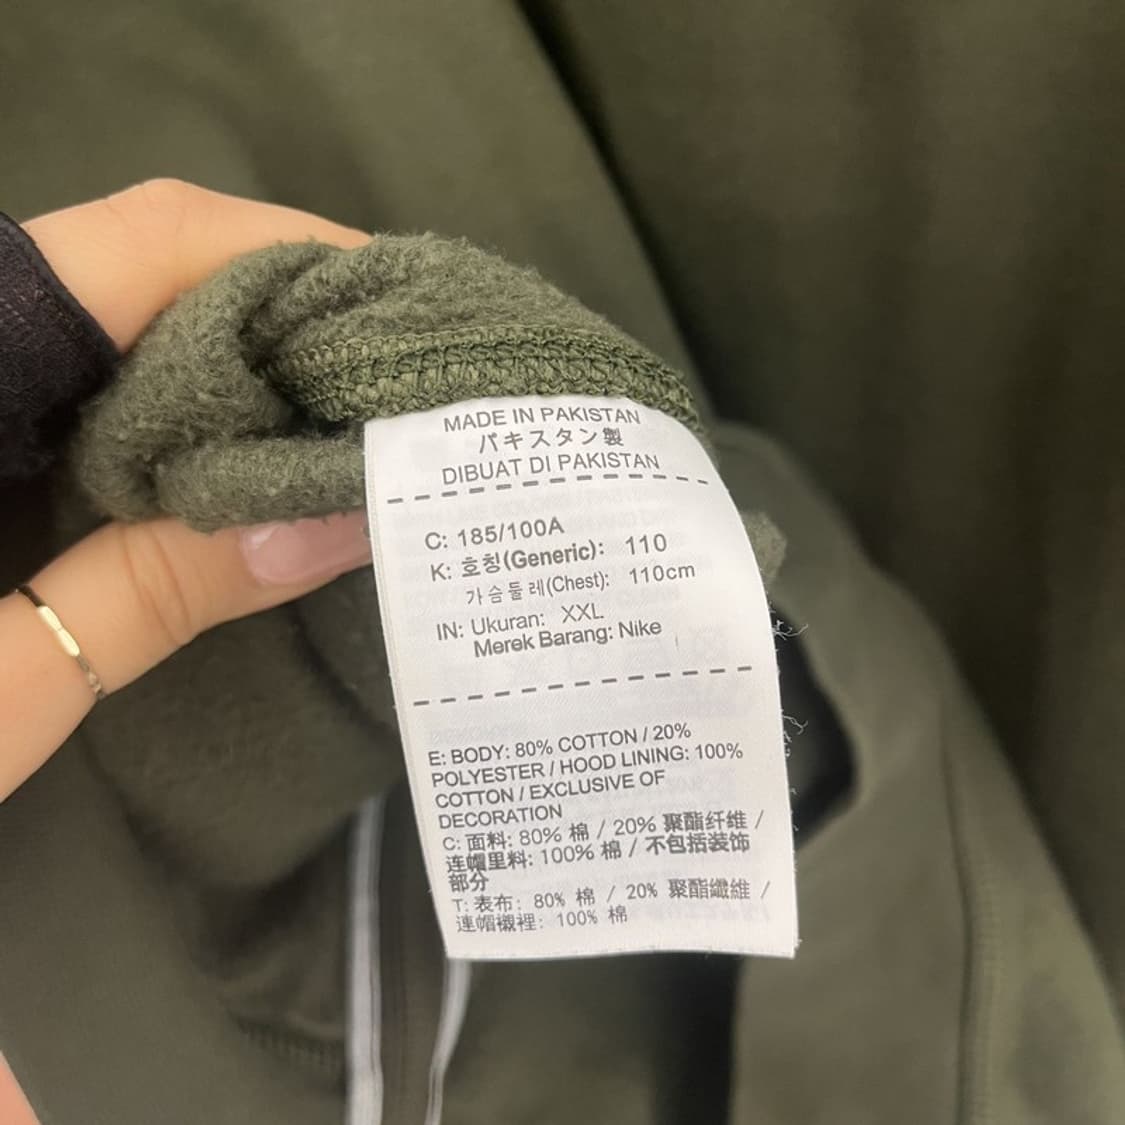 MADE IN PAKISTAN
パキスタン製
DIBUAT DI PAKISTAN
C: 185/100A
K: 호칭(Generic): 110
가슴둘레(Chest): 110cm
IN: Ukuran: XXL
Merek Barang: Nike
E: BODY: 80% COTTON / 20%
POLYESTER / HOOD LINING: 100%
COTTON / EXCLUSIVE OF
DECORATION
C: 面料: 80% 棉 / 20% 聚酯纤维 /
连帽里料: 100% 棉 / 不包括装饰
部分
T: 表布: 80% 棉 / 20% 聚酯纖維 /
連帽襯裡: 100% 棉